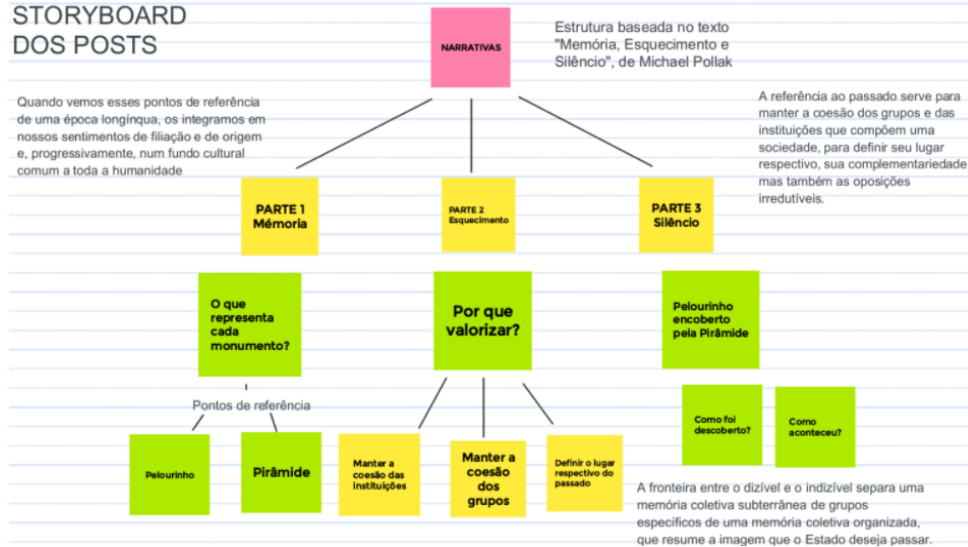 STORYBOARD
DOS POSTS
NARRATIVAS
Estrutura baseada no texto
"Memória, Esquecimento e
Silêncio", de Michael Pollak
Quando vemos esses pontos de referência
de uma época longínqua, os integramos em
nossos sentimentos de filiação e de origem
e, progressivamente, num fundo cultural
comum a toda a humanidade
A referência ao passado serve para
manter a coesão dos grupos e das
instituições que compõem uma
sociedade, para definir seu lugar
respectivo, sua complementariedade
mas também as oposições
irredutíveis.
PARTE 1
Mémoria
PARTE 2
Esquecimento
PARTE 3
Silêncio
O que
representa
cada
monumento?
Por que
valorizar?
Pelourinho
encoberto
pela Pirâmide
Pontos de referência
Pelourinho
Pirâmide
Manter a
coesão das
instituições
Manter a
coesão
dos
grupos
Definir o lugar
respectivo do
passado
Como foi
descoberto?
Como
aconteceu?
A fronteira entre o dizível e o indizível separa uma
memória coletiva subterrânea de grupos
específicos de uma memória coletiva organizada,
que resume a imagem que o Estado deseja passar.